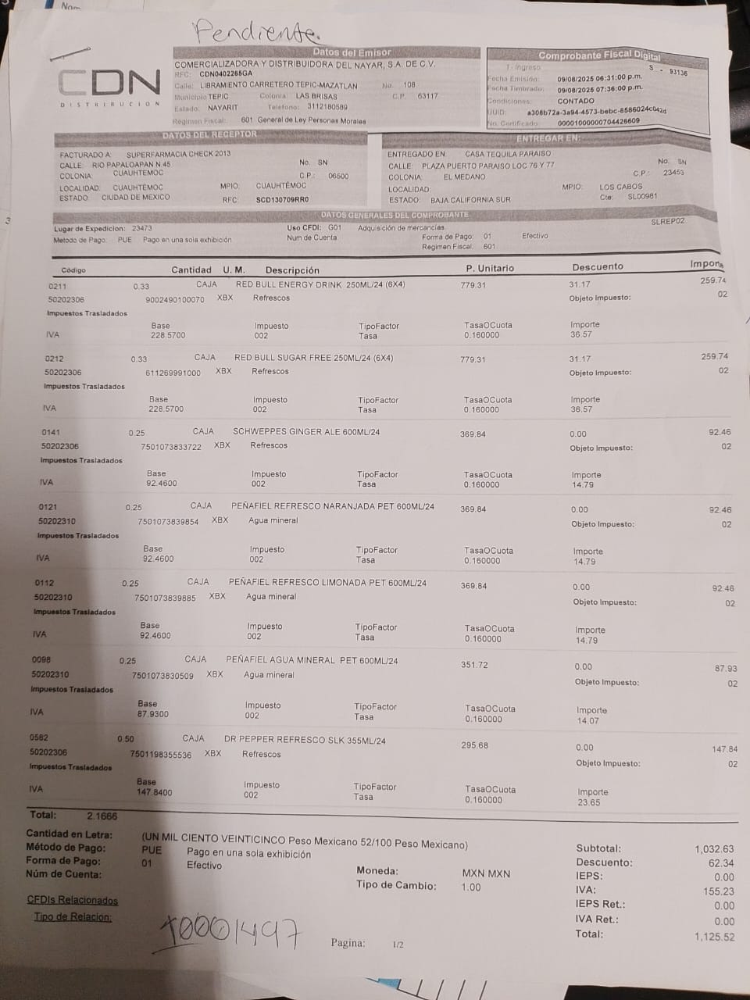 Pendiente.
CDN
DISTRIBUCION
Datos del Emisor
COMERCIALIZADORA Y DISTRIBUIDORA DEL NAYAR, S.A. DE C.V.
RFC: CDN0402265GA
Calle: LIBRAMIENTO CARRETERO TEPIC-MAZATLAN No. 108
Municipio TEPIC Colonia: LAS BRISAS C.P. 63117
Estado: NAYARIT Telefono: 3112180589
Régimen Fiscal: 601 General de Ley Personas Morales
Comprobante Fiscal Digital
I - Ingreso S - 93136
Fecha Emisión: 09/08/2025 06:31:00 p.m.
Fecha Timbrado: 09/08/2025 07:36:00 p.m.
Condiciones: CONTADO
UUID: a308b72a-3a94-4573-bebc-8586024c042d
No. Certificado: 00001000000704426609
DATOS DEL RECEPTOR
FACTURADO A: SUPERFARMACIA CHECK 2013
CALLE: RIO PAPALOAPAN N.45 No. SN
COLONIA: CUAUHTEMOC C.P.: 06500
LOCALIDAD: CUAUHTÉMOC MPIO: CUAUHTÉMOC
ESTADO: CIUDAD DE MEXICO RFC: SCD130709RR0
ENTREGAR EN:
ENTREGADO EN: CASA TEQUILA PARAISO
CALLE: PLAZA PUERTO PARAISO LOC 76 Y 77 No. SN
COLONIA: EL MEDANO C.P.: 23453
LOCALIDAD: MPIO: LOS CABOS
ESTADO: BAJA CALIFORNIA SUR Cte: SL00981
DATOS GENERALES DEL COMPROBANTE
SLREP02
Lugar de Expedicion: 23473 Uso CFDI: G01 Adquisición de mercancías. Forma de Pago: 01 Efectivo
Metodo de Pago: PUE Pago en una sola exhibición Num de Cuenta: Regimen Fiscal: 601
Código Cantidad U. M. Descripción P. Unitario Descuento Importe
0211 0.33 CAJA RED BULL ENERGY DRINK 250ML/24 (6X4) 779.31 31.17 259.74
50202306 9002490100070 XBX Refrescos Objeto Impuesto: 02
Impuestos Trasladados
Base Impuesto TipoFactor TasaOCuota Importe
IVA 228.5700 002 Tasa 0.160000 36.57
0212 0.33 CAJA RED BULL SUGAR FREE 250ML/24 (6X4) 779.31 31.17 259.74
50202306 611269991000 XBX Refrescos Objeto Impuesto: 02
Impuestos Trasladados
Base Impuesto TipoFactor TasaOCuota Importe
IVA 228.5700 002 Tasa 0.160000 36.57
0141 0.25 CAJA SCHWEPPES GINGER ALE 600ML/24 369.84 0.00 92.46
50202306 7501073833722 XBX Refrescos Objeto Impuesto: 02
Impuestos Trasladados
Base Impuesto TipoFactor TasaOCuota Importe
IVA 92.4600 002 Tasa 0.160000 14.79
0121 0.25 CAJA PEÑAFIEL REFRESCO NARANJADA PET 600ML/24 369.84 0.00 92.46
50202310 7501073839854 XBX Agua mineral Objeto Impuesto: 02
Impuestos Trasladados
Base Impuesto TipoFactor TasaOCuota Importe
IVA 92.4600 002 Tasa 0.160000 14.79
0112 0.25 CAJA PEÑAFIEL REFRESCO LIMONADA PET 600ML/24 369.84 0.00 92.46
50202310 7501073839885 XBX Agua mineral Objeto Impuesto: 02
Impuestos Trasladados
Base Impuesto TipoFactor TasaOCuota Importe
IVA 92.4600 002 Tasa 0.160000 14.79
0098 0.25 CAJA PEÑAFIEL AGUA MINERAL PET 600ML/24 351.72 0.00 87.93
50202310 7501073830509 XBX Agua mineral Objeto Impuesto: 02
Impuestos Trasladados
Base Impuesto TipoFactor TasaOCuota Importe
IVA 87.9300 002 Tasa 0.160000 14.07
0582 0.50 CAJA DR PEPPER REFRESCO SLK 355ML/24 295.68 0.00 147.84
50202306 7501198355536 XBX Refrescos Objeto Impuesto: 02
Impuestos Trasladados
Base Impuesto TipoFactor TasaOCuota Importe
IVA 147.8400 002 Tasa 0.160000 23.65
Total: 2.1666
Cantidad en Letra: (UN MIL CIENTO VEINTICINCO Peso Mexicano 52/100 Peso Mexicano)
Método de Pago: PUE Pago en una sola exhibición
Forma de Pago: 01 Efectivo
Núm de Cuenta:
Moneda: MXN MXN
Tipo de Cambio: 1.00
Subtotal: 1,032.63
Descuento: 62.34
IEPS: 0.00
IVA: 155.23
IEPS Ret.: 0.00
IVA Ret.: 0.00
Total: 1,125.52
CFDIs Relacionados
Tipo de Relacion:
10001497
Pagina: 1/2